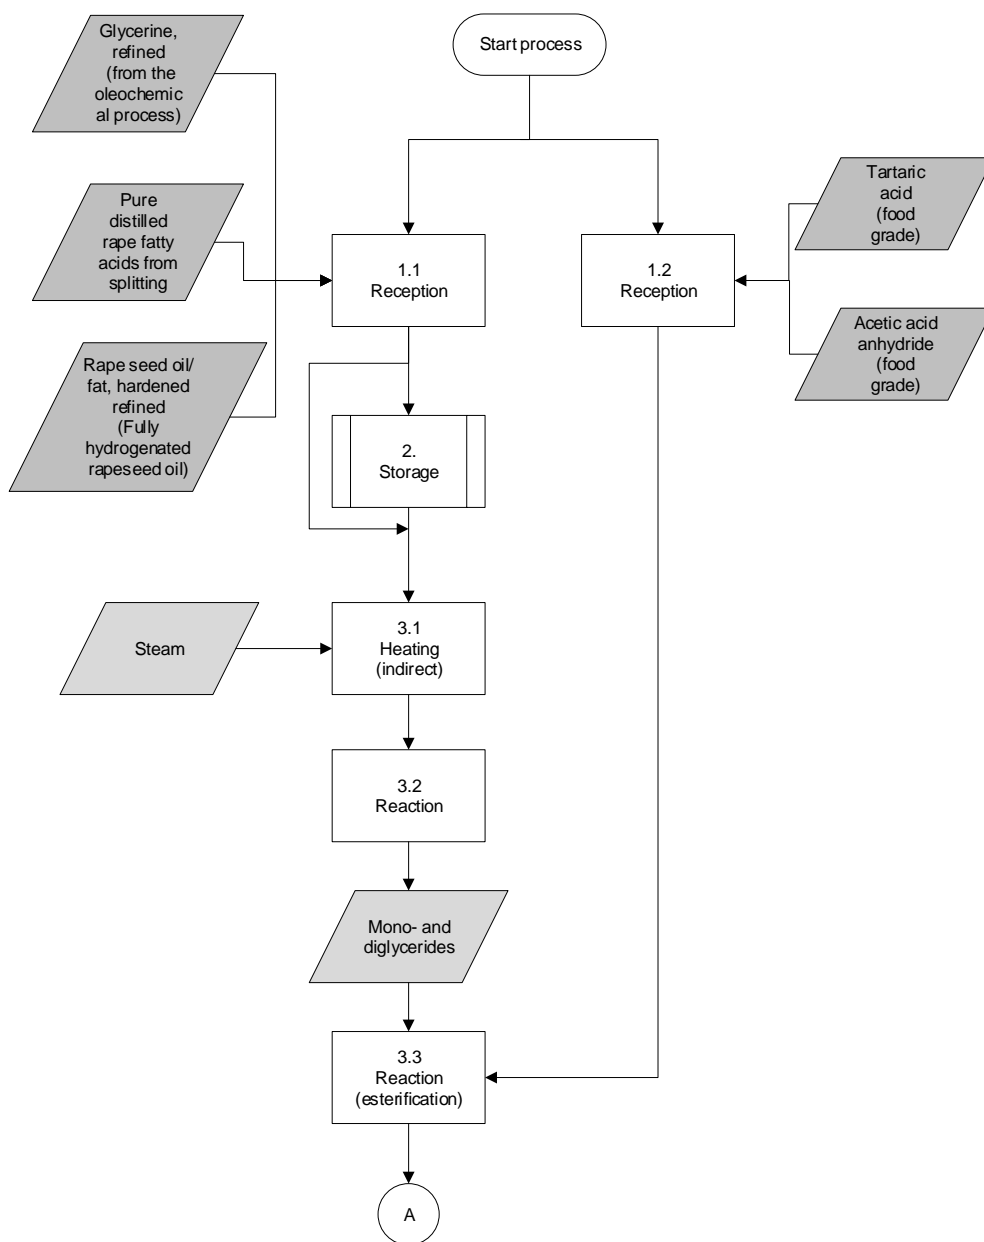 Glycerine,
refined
(from the
oleochemic
al process)
Start process
Tartaric
acid
(food
grade)
Pure
distilled
rape fatty
acids from
splitting
1.1
Reception
1.2
Reception
Acetic acid
anhydride
(food
grade)
Rape seed oil/
fat, hardened
refined
(Fully
hydrogenated
rapeseed oil)
2.
Storage
Steam
3.1
Heating
(indirect)
3.2
Reaction
Mono- and
diglycerides
3.3
Reaction
(esterification)
A